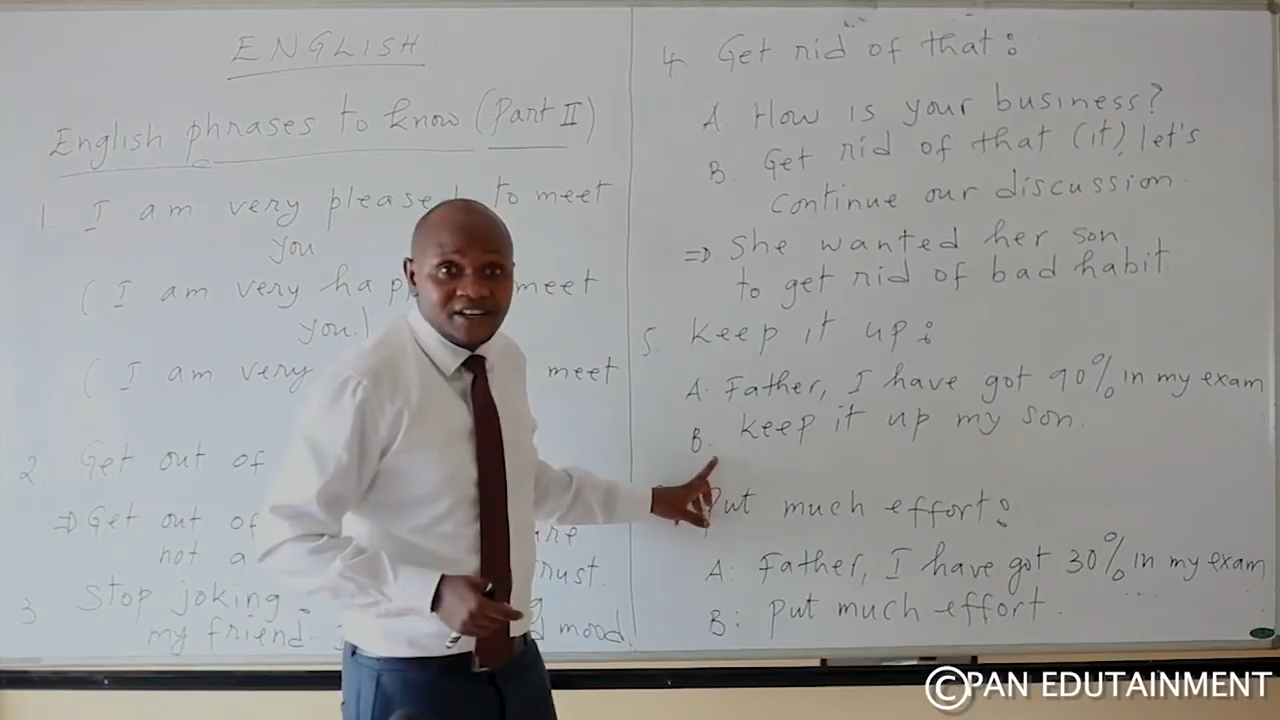 ENGLISH
English phrases to know (Part II)
1. I am very pleased to meet
you.
( I am very happy meet
you.)
( I am very meet
2. Get out of
⇒ Get out of are
not a trust.
3 Stop joking
my friend. mood.
4. Get rid of that:
A. How is your business?
B. Get rid of that (it), let's
continue our discussion.
⇒ She wanted her son
to get rid of bad habit.
5. Keep it up:
A. Father, I have got 90% in my exam
B. Keep it up my son.
Put much effort:
A: Father, I have got 30% in my exam
B: Put much effort.
©PAN EDUTAINMENT